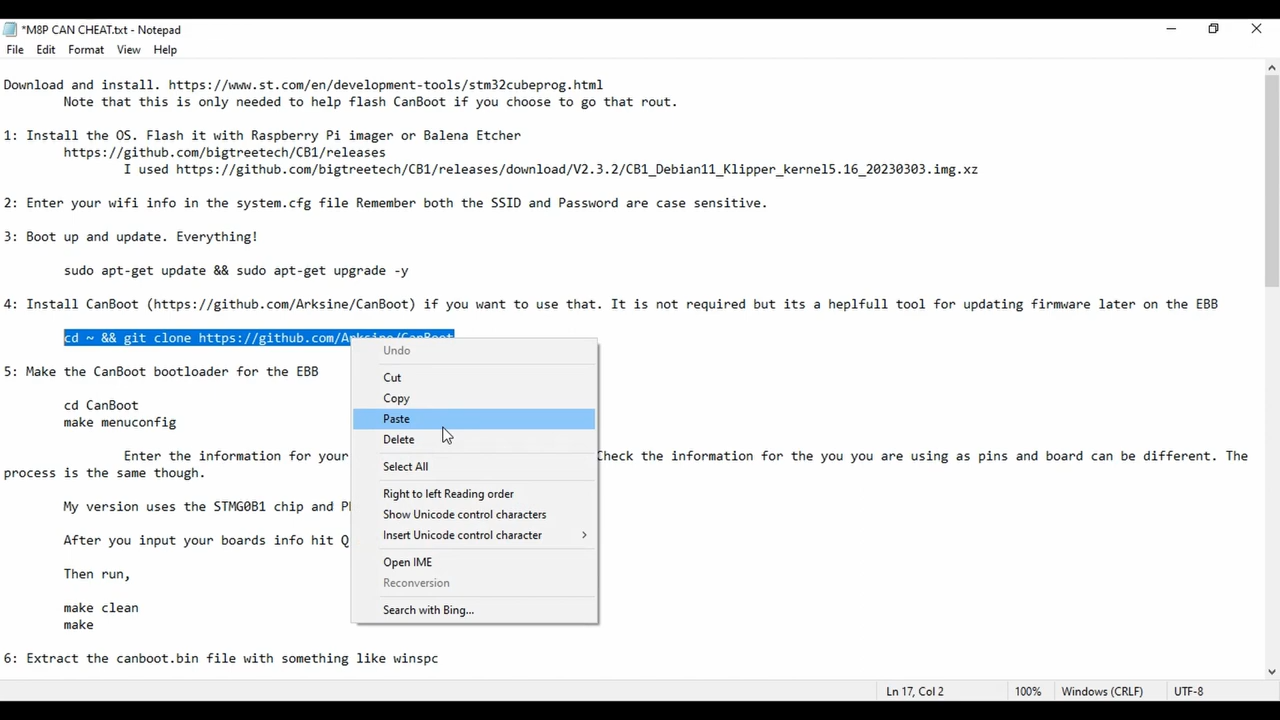 *M8P CAN CHEAT.txt - Notepad
File Edit Format View Help
Download and install. https://www.st.com/en/development-tools/stm32cubeprog.html
Note that this is only needed to help flash CanBoot if you choose to go that rout.
1: Install the OS. Flash it with Raspberry Pi imager or Balena Etcher
https://github.com/bigtreetech/CB1/releases
I used https://github.com/bigtreetech/CB1/releases/download/V2.3.2/CB1_Debian11_Klipper_kernel5.16_20230303.img.xz
2: Enter your wifi info in the system.cfg file Remember both the SSID and Password are case sensitive.
3: Boot up and update. Everything!
sudo apt-get update && sudo apt-get upgrade -y
4: Install CanBoot (https://github.com/Arksine/CanBoot) if you want to use that. It is not required but its a heplfull tool for updating firmware later on the EBB
cd ~ && git clone https://github.com/Arksine/CanBoot
5: Make the CanBoot bootloader for the EBB
cd CanBoot
make menuconfig
Enter the information for your Check the information for the you you are using as pins and board can be different. The
process is the same though.
My version uses the STMG0B1 chip and
After you input your boards info hit Q
Then run,
make clean
make
6: Extract the canboot.bin file with something like winspc
Undo
Cut
Copy
Paste
Delete
Select All
Right to left Reading order
Show Unicode control characters
Insert Unicode control character
Open IME
Reconversion
Search with Bing...
Ln 17, Col 2 100% Windows (CRLF) UTF-8